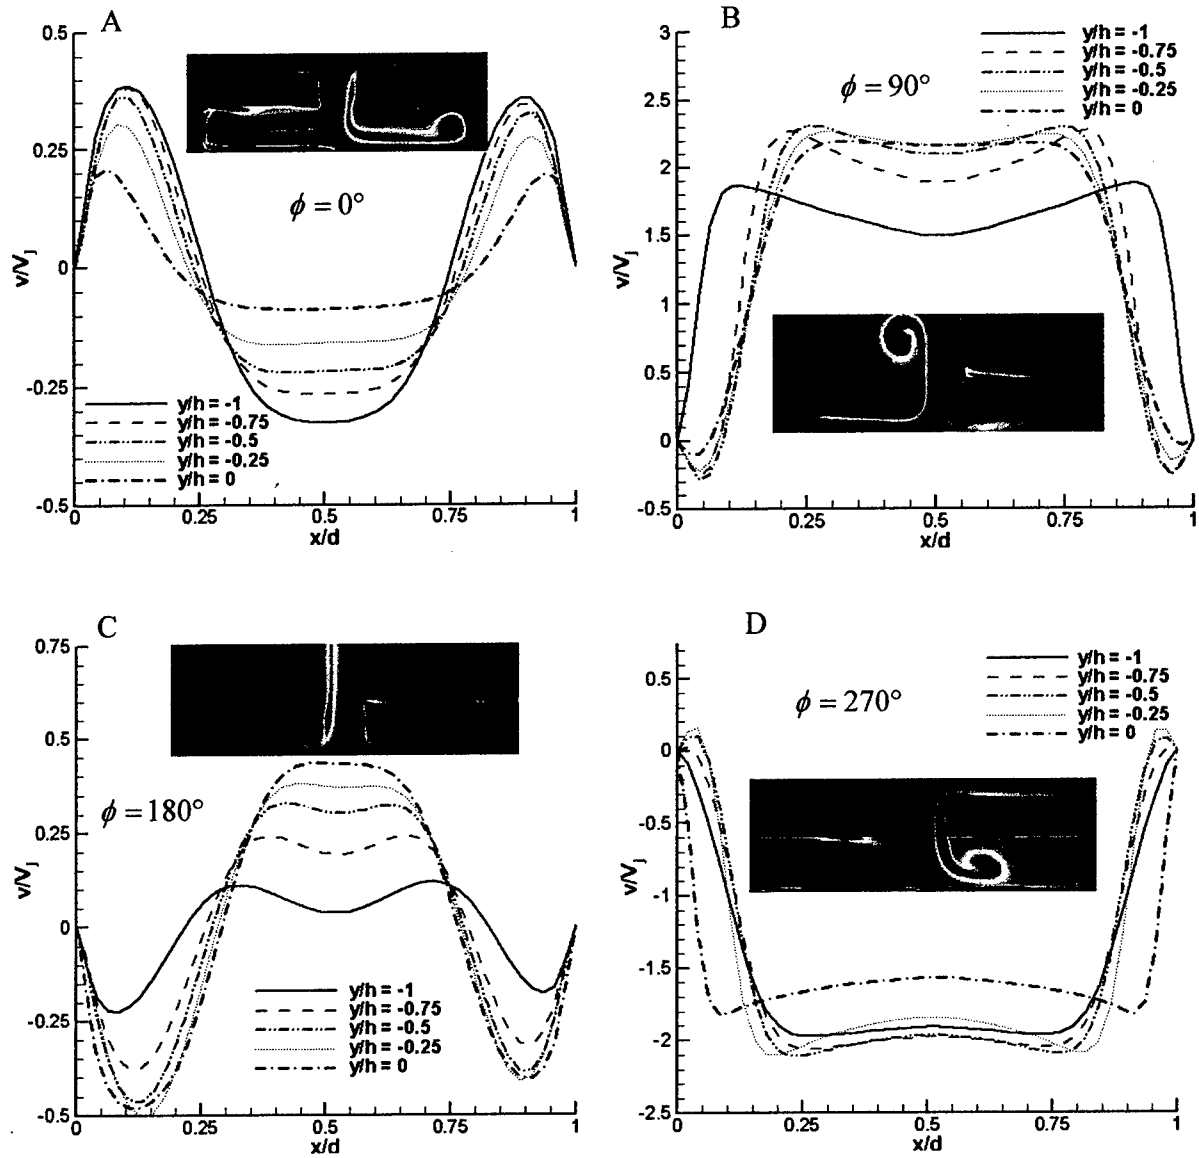 A
0.5
0.25
0
-0.25
-0.5
v/Vj
ϕ = 0°
y/h = -1
y/h = -0.75
y/h = -0.5
y/h = -0.25
y/h = 0
0
0.25
0.5
0.75
1
x/d
B
3
2.5
2
1.5
1
0.5
0
-0.5
v/Vj
y/h = -1
y/h = -0.75
y/h = -0.5
y/h = -0.25
y/h = 0
ϕ = 90°
0
0.25
0.5
0.75
1
x/d
C
0.75
0.5
0.25
0
-0.25
-0.5
v/Vj
ϕ = 180°
y/h = -1
y/h = -0.75
y/h = -0.5
y/h = -0.25
y/h = 0
0
0.25
0.5
0.75
1
x/d
D
0.5
0
-0.5
-1
-1.5
-2
-2.5
v/Vj
y/h = -1
y/h = -0.75
y/h = -0.5
y/h = -0.25
y/h = 0
ϕ = 270°
0
0.25
0.5
0.75
1
x/d